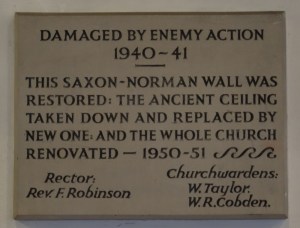 DAMAGED BY ENEMY ACTION
1940-41
THIS SAXON-NORMAN WALL WAS
RESTORED: THE ANCIENT CEILING
TAKEN DOWN AND REPLACED BY
NEW ONE: AND THE WHOLE CHURCH
RENOVATED — 1950-51
Rector: Churchwardens:
Rev. F. Robinson W. Taylor.
W. R. Cobden.